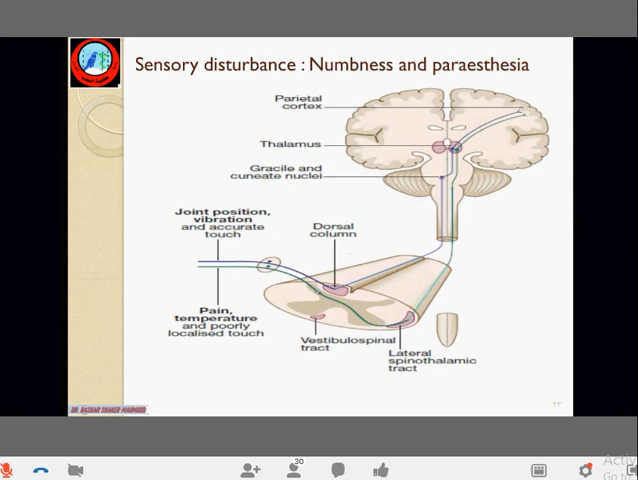 Sensory disturbance : Numbness and paraesthesia
Parietal
cortex
Thalamus
Gracile and
cuneate nuclei
Joint position,
vibration
and accurate
touch
Dorsal
column
Pain,
temperature
and poorly
localised touch
Vestibulospinal
tract
Lateral
spinothalamic
tract
DR. BASHAR SHAKER MAHMOOD
٢٣
30
Activ
Go to